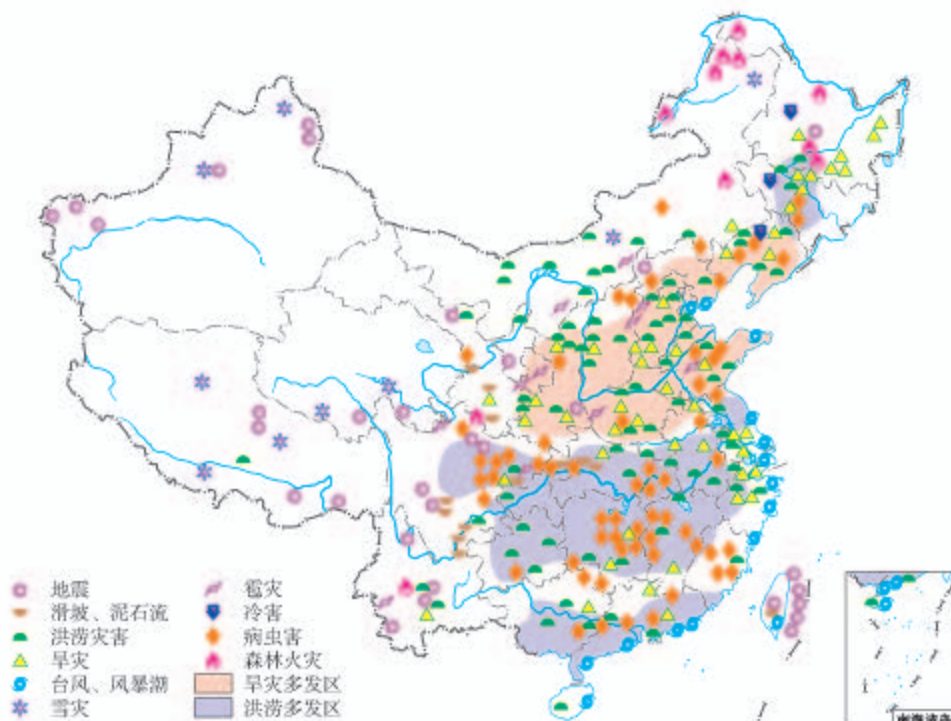 地震
滑坡、泥石流
洪涝灾害
旱灾
台风、风暴潮
雪灾
雹灾
冷害
病虫害
森林火灾
旱灾多发区
洪涝多发区